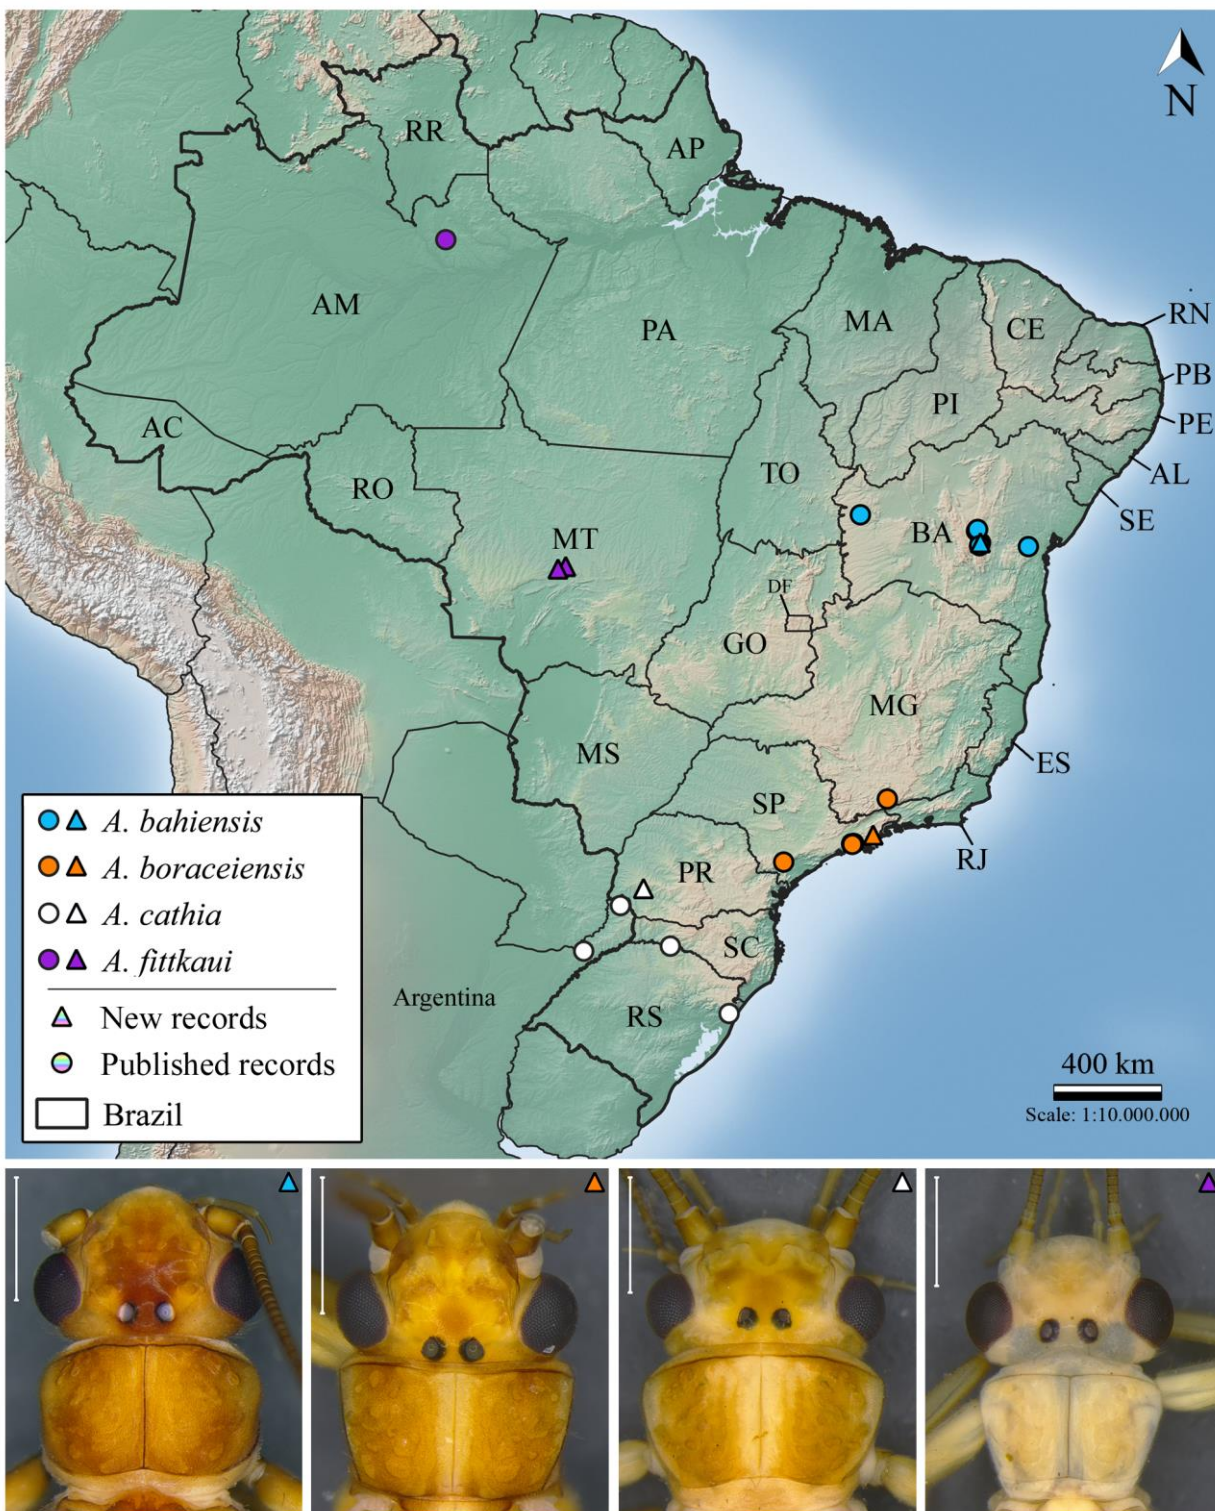 N
RR
AP
AM
PA
MA
CE
RN
PB
PE
AL
SE
PI
AC
RO
TO
MT
BA
DF
GO
MG
ES
MS
SP
RJ
PR
SC
RS
Argentina
A. bahiensis
A. boraceiensis
A. cathia
A. fittkaui
New records
Published records
Brazil
400 km
Scale: 1:10.000.000